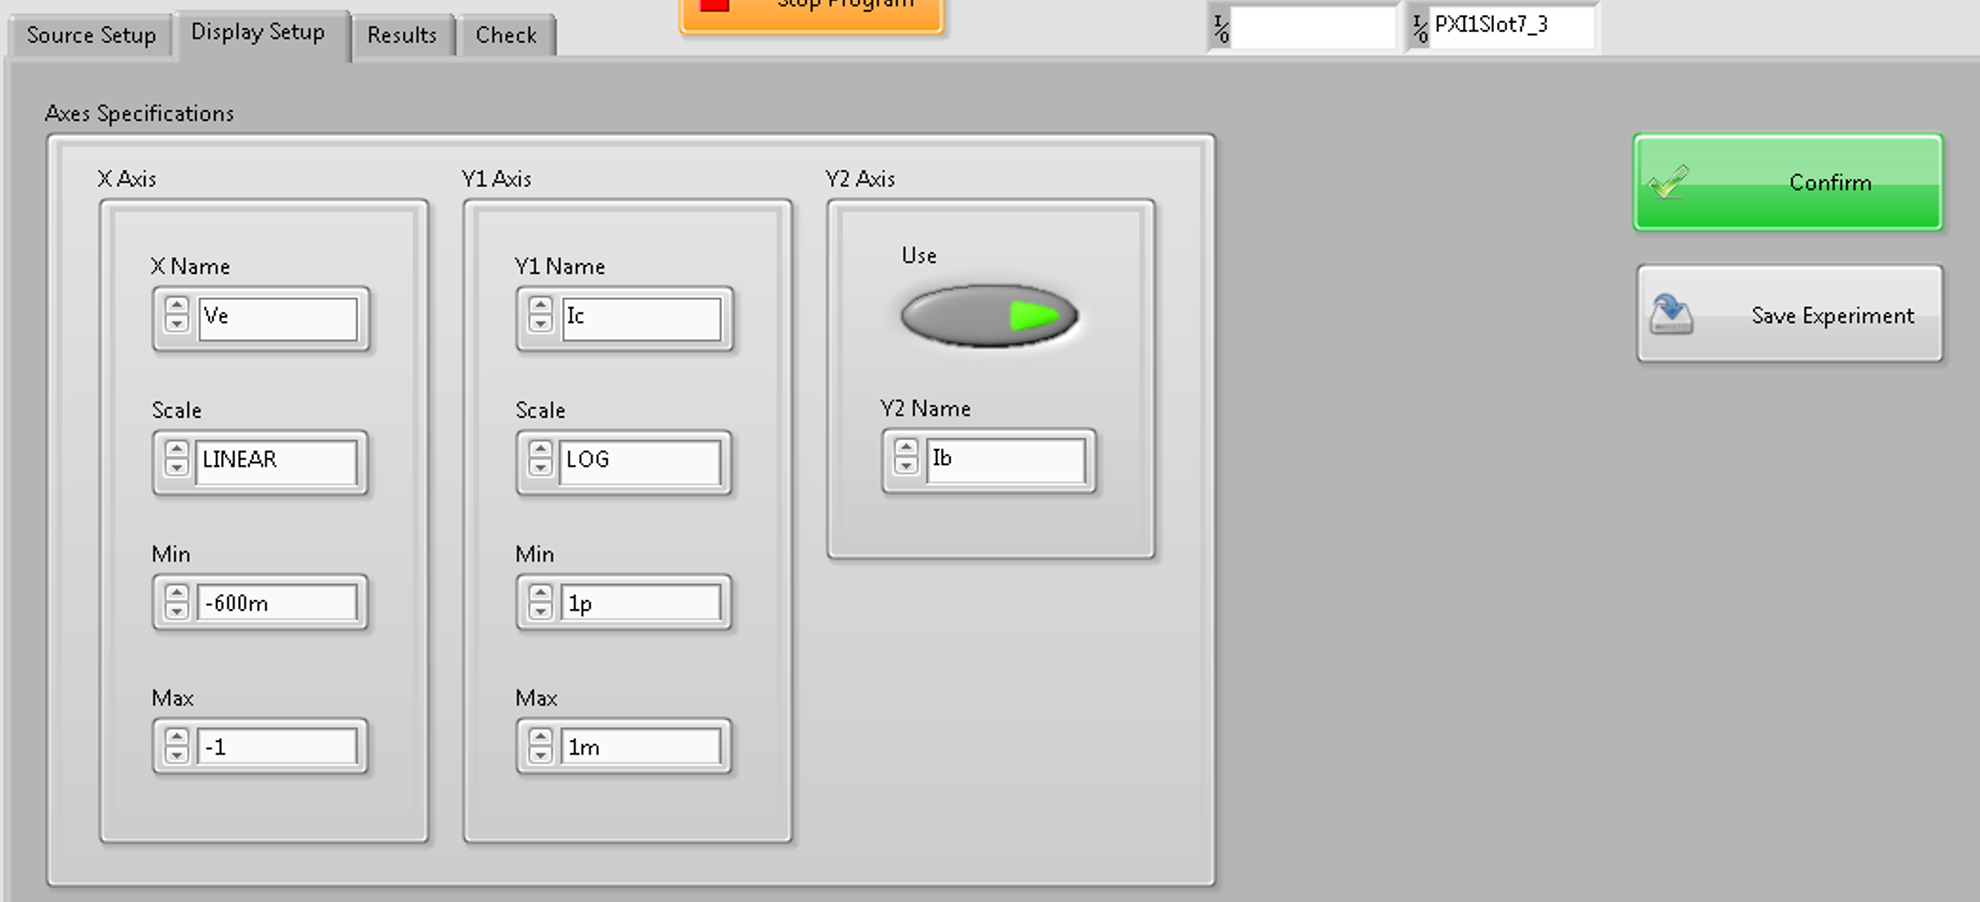 Stop Program
I/O
I/O PXI1Slot7_3
Source Setup Display Setup Results Check
Axes Specifications
X Axis
X Name
Ve
Scale
LINEAR
Min
-600m
Max
-1
Y1 Axis
Y1 Name
Ic
Scale
LOG
Min
1p
Max
1m
Y2 Axis
Use
Y2 Name
Ib
Confirm
Save Experiment